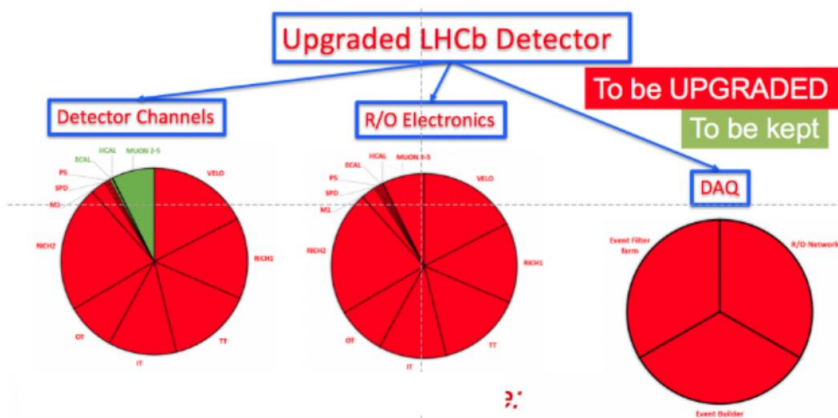 Upgraded LHCb Detector
To be UPGRADED
To be kept
Detector Channels
R/O Electronics
DAQ
HCAL
MUON 2-5
ECAL
PS
SPD
M1
VELO
RICH2
RICH1
OT
TT
IT
HCAL
MUON 2-5
ECAL
PS
SPD
M1
VELO
RICH2
RICH1
OT
TT
IT
Event Filter
farm
R/O Network
Event Builder